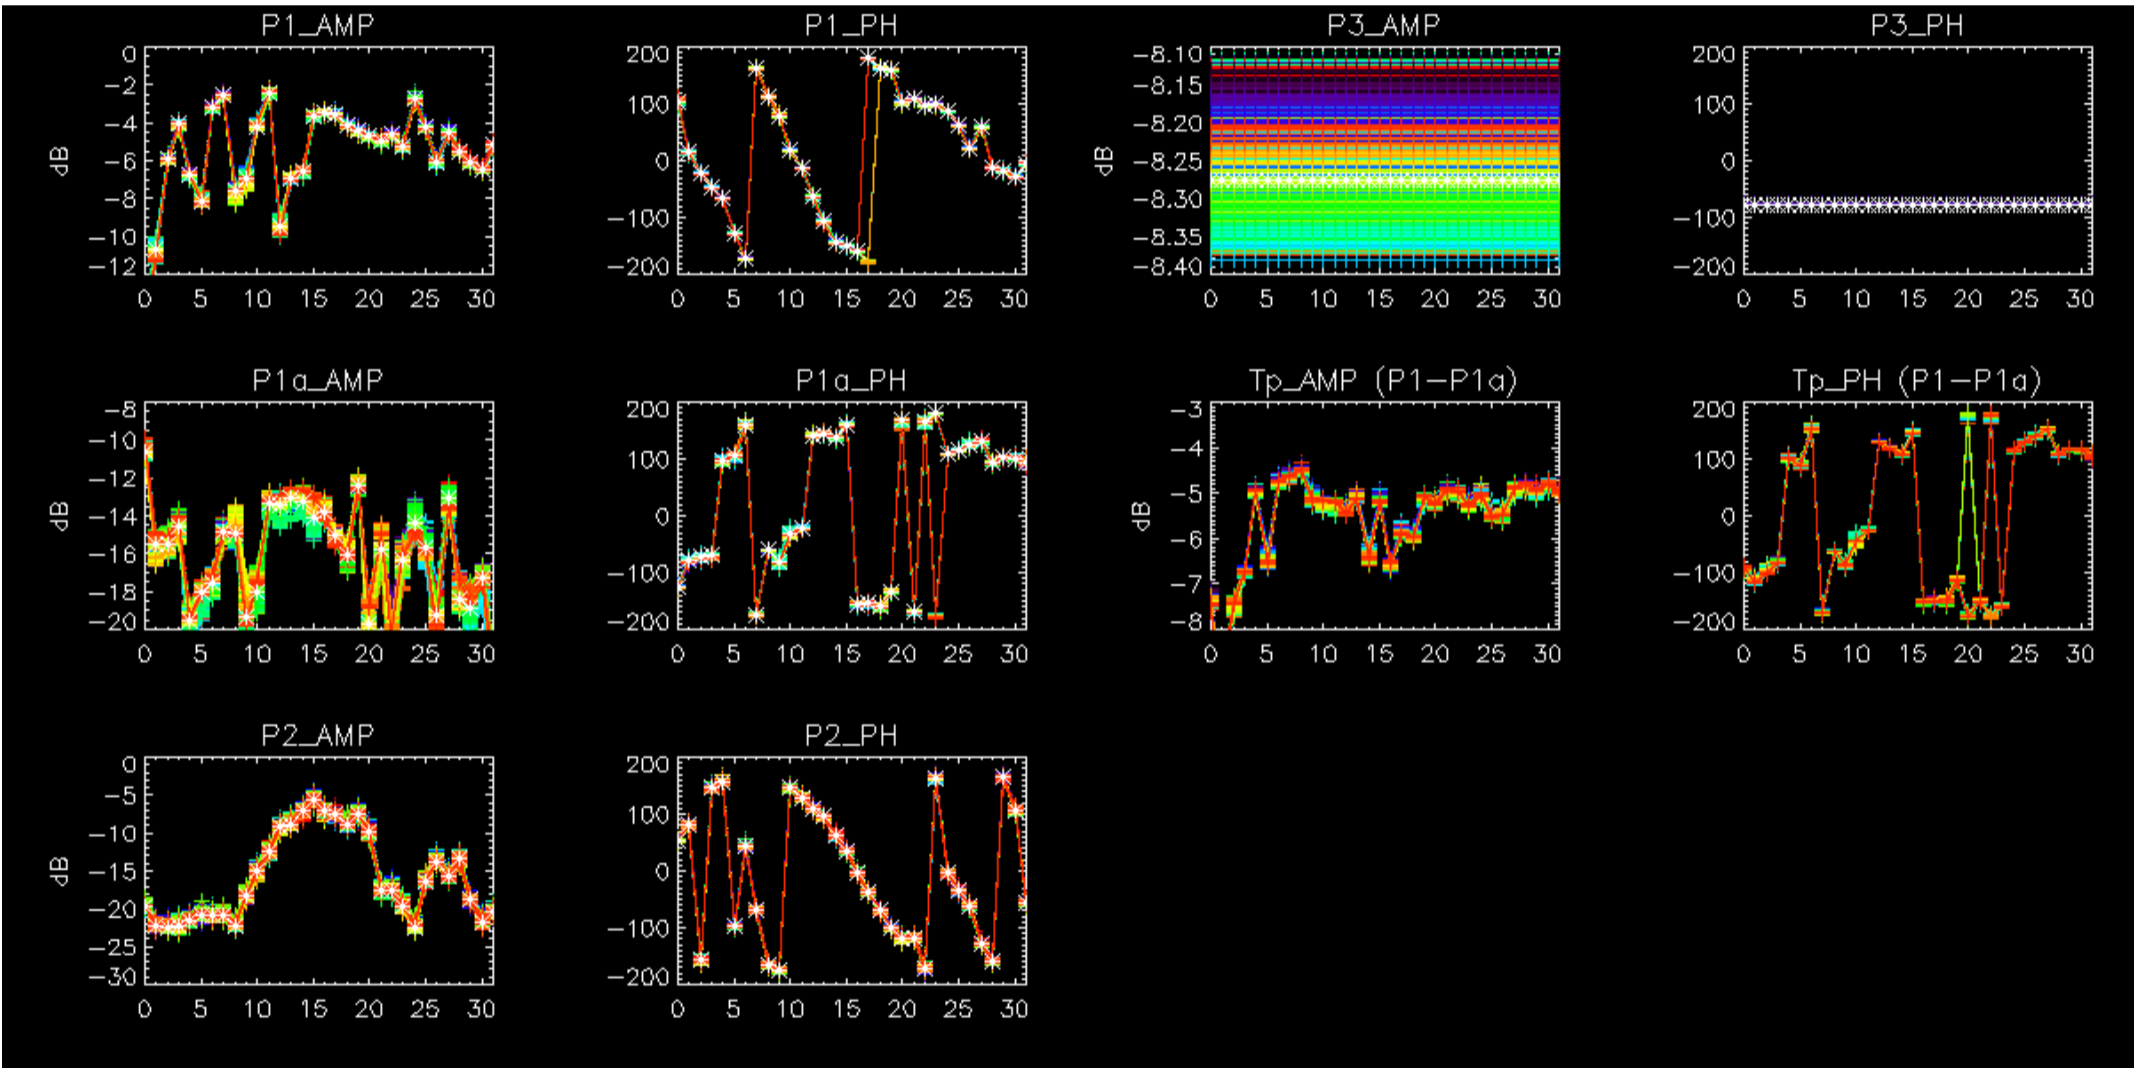 P1_AMP
dB
0
-2
-4
-6
-8
-10
-12
0 5 10 15 20 25 30
P1_PH
200
100
0
-100
-200
0 5 10 15 20 25 30
P3_AMP
dB
-8.10
-8.15
-8.20
-8.25
-8.30
-8.35
-8.40
0 5 10 15 20 25 30
P3_PH
200
100
0
-100
-200
0 5 10 15 20 25 30
P1a_AMP
dB
-8
-10
-12
-14
-16
-18
-20
0 5 10 15 20 25 30
P1a_PH
200
100
0
-100
-200
0 5 10 15 20 25 30
Tp_AMP (P1-P1a)
dB
-3
-4
-5
-6
-7
-8
0 5 10 15 20 25 30
Tp_PH (P1-P1a)
200
100
0
-100
-200
0 5 10 15 20 25 30
P2_AMP
dB
0
-5
-10
-15
-20
-25
-30
0 5 10 15 20 25 30
P2_PH
200
100
0
-100
-200
0 5 10 15 20 25 30